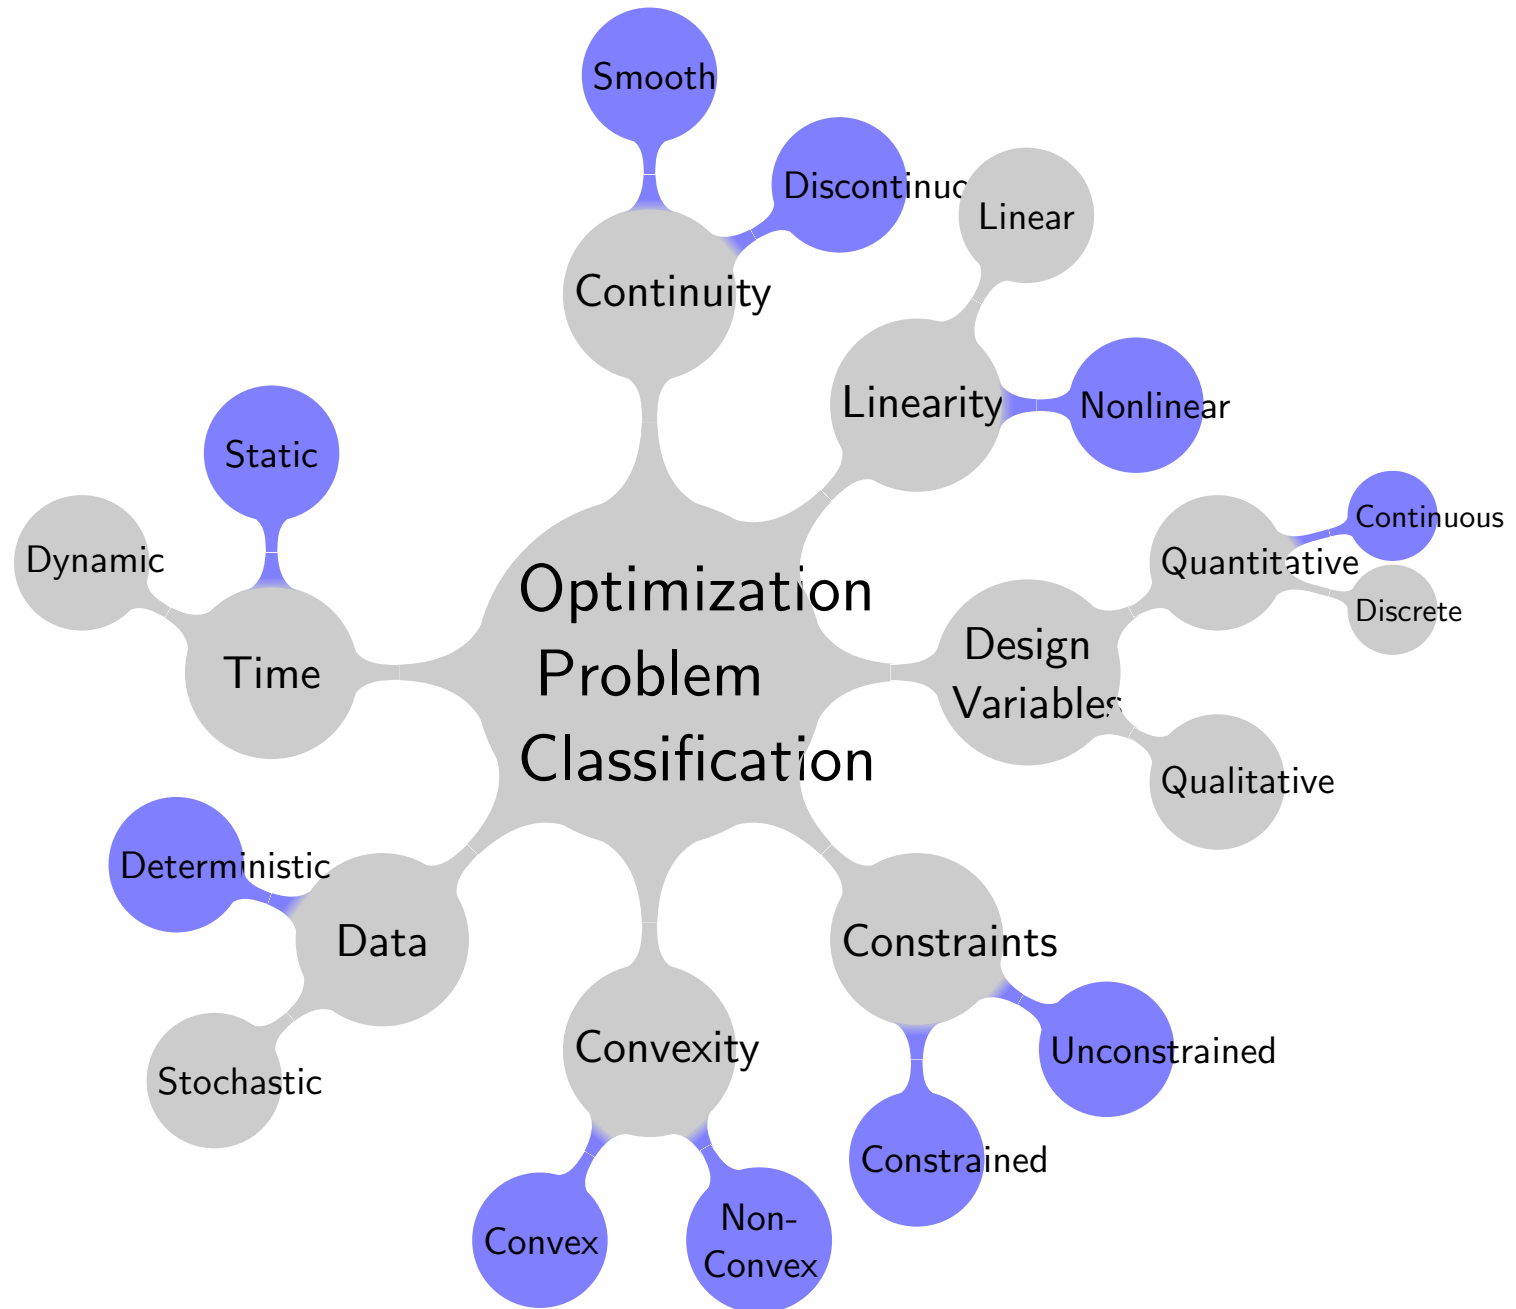 Smooth
Discontinuo
Linear
Continuity
Linearity
Nonlinear
Static
Dynamic
Time
Continuous
Quantitative
Discrete
Optimization
Problem
Classification
Design
Variables
Qualitative
Deterministic
Data
Stochastic
Constraints
Convexity
Unconstrained
Constrained
Convex
Non-
Convex